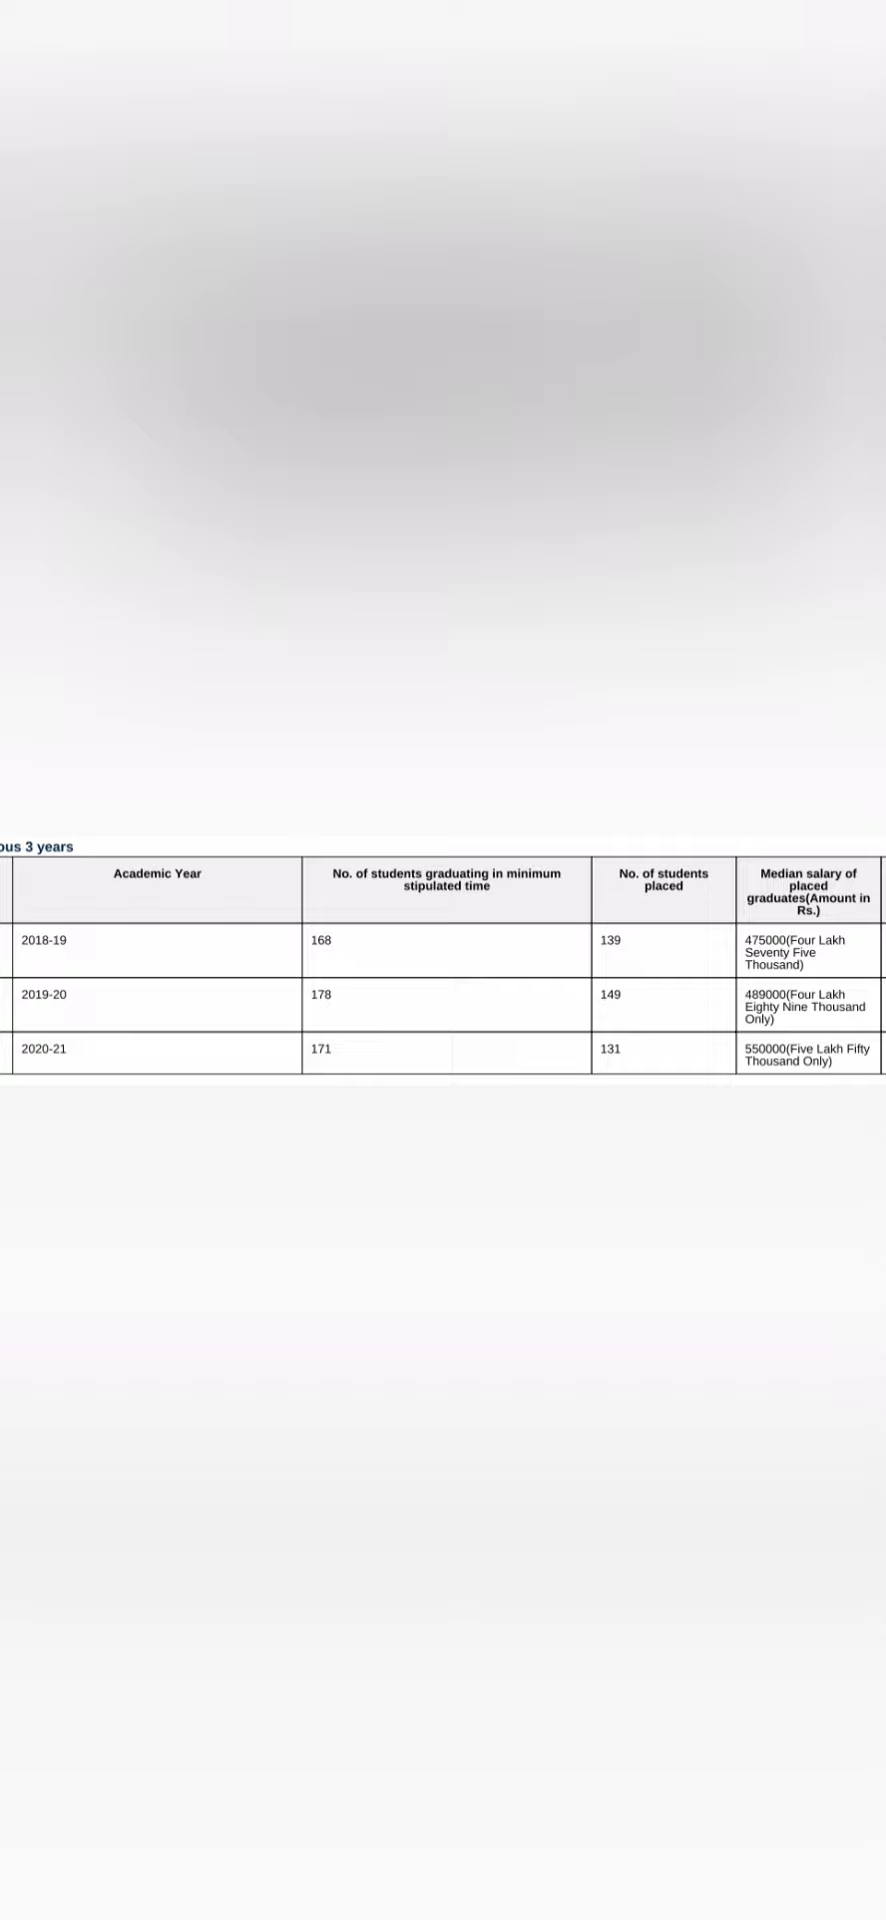 ous 3 years
Academic Year
No. of students graduating in minimum
stipulated time
No. of students
placed
Median salary of
placed
graduates(Amount in
Rs.)
2018-19
168
139
475000(Four Lakh
Seventy Five
Thousand)
2019-20
178
149
489000(Four Lakh
Eighty Nine Thousand
Only)
2020-21
171
131
550000(Five Lakh Fifty
Thousand Only)